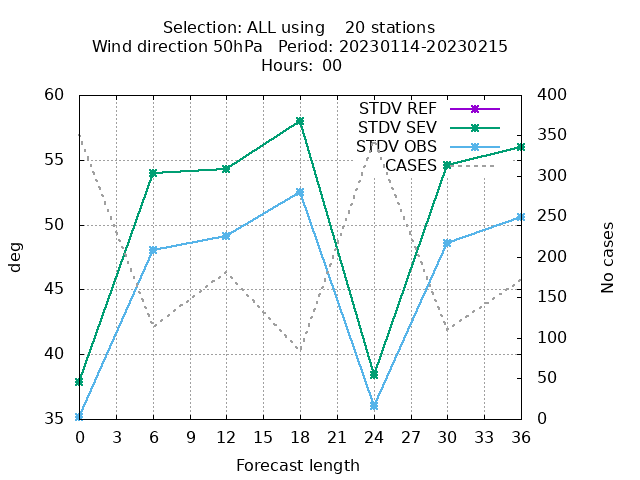 Selection: ALL using 20 stations
Wind direction 50hPa Period: 20230114-20230215
Hours: 00
60 400
STDV REF
STDV SEV
350
STDV OBS
55 CASES
300
50 250
deg No cases
200
45
150
40 100
50
35 0
0 3 6 9 12 15 18 21 24 27 30 33 36
Forecast length